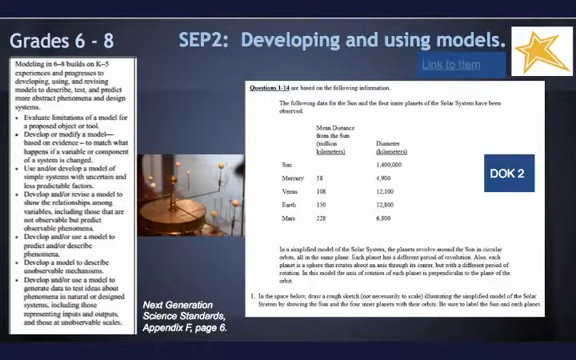 Grades 6 - 8
SEP2: Developing and using models.
Link to Item
Modeling in 6–8 builds on K–5
experiences and progresses to
developing, using, and revising
models to describe, test, and predict
more abstract phenomena and design
systems.
• Evaluate limitations of a model for
a proposed object or tool.
• Develop or modify a model—
based on evidence – to match
what happens if a variable or
component of a system is changed.
• Use and/or develop a model of
simple systems with uncertain and
less predictable factors.
• Develop and/or revise a model to
show the relationships among
variables, including those that are
not observable but predict
observable phenomena.
• Develop and/or use a model to
predict and/or describe
phenomena.
• Develop a model to describe
unobservable mechanisms.
• Develop and/or use a model to
generate data to test ideas about
phenomena in natural or designed
systems, including those
representing inputs and outputs,
and those at unobservable scales.
Next Generation
Science Standards,
Appendix F, page 6.
Questions 1-14 are based on the following information.
The following data for the Sun and the four inner planets of the Solar System have been
observed.
Mean Distance
from the Sun
(million
kilometers)
Diameter
(kilometers)
Sun 1,400,000
Mercury 58 4,900
Venus 108 12,100
Earth 150 12,800
Mars 228 6,800
In a simplified model of the Solar System, the planets revolve around the Sun in circular
orbits, all in the same plane. Each planet has a different period of revolution. Also, each
planet is a sphere that rotates about an axis through its center, but with a different period of
rotation. In this model the axis of rotation of each planet is perpendicular to the plane of the
orbit.
1. In the space below, draw a rough sketch (not necessarily to scale) illustrating the simplified model of the Solar
System by showing the Sun and the four inner planets with their orbits. Be sure to label the Sun and each planet.
DOK 2